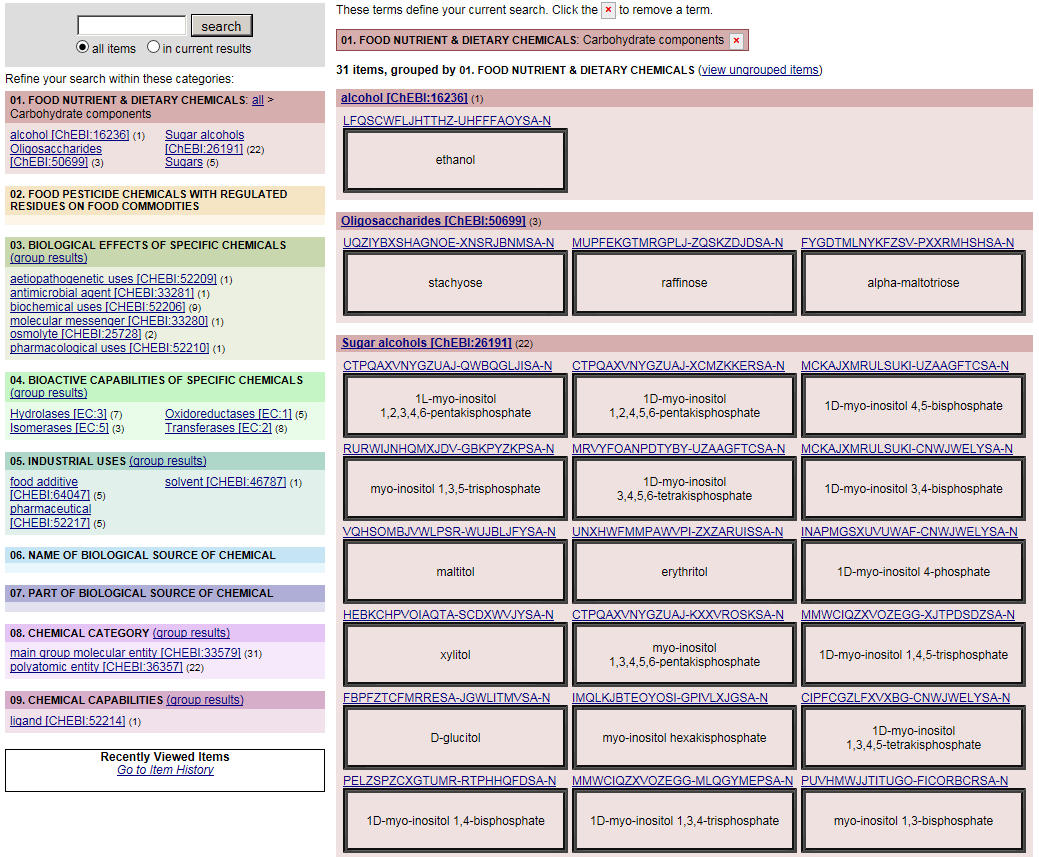 search
all items in current results
Refine your search within these categories:
01. FOOD NUTRIENT & DIETARY CHEMICALS: all >
Carbohydrate components
alcohol [ChEBI:16236] (1)
Oligosaccharides
[ChEBI:50699] (3)
Sugar alcohols
[ChEBI:26191] (22)
Sugars (5)
02. FOOD PESTICIDE CHEMICALS WITH REGULATED
RESIDUES ON FOOD COMMODITIES
03. BIOLOGICAL EFFECTS OF SPECIFIC CHEMICALS
(group results)
aetiopathogenetic uses [CHEBI:52209] (1)
antimicrobial agent [CHEBI:33281] (1)
biochemical uses [CHEBI:52206] (9)
molecular messenger [CHEBI:33280] (1)
osmolyte [CHEBI:25728] (2)
pharmacological uses [CHEBI:52210] (1)
04. BIOACTIVE CAPABILITIES OF SPECIFIC CHEMICALS
(group results)
Hydrolases [EC:3] (7)
Isomerases [EC:5] (3)
Oxidoreductases [EC:1] (5)
Transferases [EC:2] (8)
05. INDUSTRIAL USES (group results)
food additive
[CHEBI:64047] (5)
pharmaceutical
[CHEBI:52217] (5)
solvent [CHEBI:46787] (1)
06. NAME OF BIOLOGICAL SOURCE OF CHEMICAL
07. PART OF BIOLOGICAL SOURCE OF CHEMICAL
08. CHEMICAL CATEGORY (group results)
main group molecular entity [CHEBI:33579] (31)
polyatomic entity [CHEBI:36357] (22)
09. CHEMICAL CAPABILITIES (group results)
ligand [CHEBI:52214] (1)
Recently Viewed Items
Go to Item History
These terms define your current search. Click the × to remove a term.
01. FOOD NUTRIENT & DIETARY CHEMICALS: Carbohydrate components ×
31 items, grouped by 01. FOOD NUTRIENT & DIETARY CHEMICALS (view ungrouped items)
alcohol [ChEBI:16236] (1)
LFQSCWFLJHTTHZ-UHFFFAOYSA-N
ethanol
Oligosaccharides [ChEBI:50699] (3)
UQZIYBXSHAGNOE-XNSRJBNMSA-N MUPFEKGTMRGPLJ-ZQSKZDJDSA-N FYGDTMLNYKFZSV-PXXRMHSHSA-N
stachyose raffinose alpha-maltotriose
Sugar alcohols [ChEBI:26191] (22)
CTPQAXVNYGZUAJ-QWBQGLJISA-N CTPQAXVNYGZUAJ-XCMZKKERSA-N MCKAJXMRULSUKI-UZAAGFTCSA-N
1L-myo-inositol
1,2,3,4,6-pentakisphosphate
1D-myo-inositol
1,2,4,5,6-pentakisphosphate
1D-myo-inositol 4,5-bisphosphate
RURWIJNHQMXJDV-GBKPYZKPSA-N MRVYFOANPDTYBY-UZAAGFTCSA-N MCKAJXMRULSUKI-CNWJWELYSA-N
myo-inositol 1,3,5-trisphosphate
1D-myo-inositol
3,4,5,6-tetrakisphosphate
1D-myo-inositol 3,4-bisphosphate
VQHSOMBJVWLPSR-WUJBLJFYSA-N UNXHWFMMPAWVPI-ZXZARUISSA-N INAPMGSXUVUWAF-CNWJWELYSA-N
maltitol erythritol 1D-myo-inositol 4-phosphate
HEBKCHPVOIAQTA-SCDXWVJYSA-N CTPQAXVNYGZUAJ-KXXVROSKSA-N MMWCIQZXVOZEGG-XJTPDSDZSA-N
xylitol
myo-inositol
1,3,4,5,6-pentakisphosphate
1D-myo-inositol 1,4,5-trisphosphate
FBPFZTCFMRRESA-JGWLITMVSA-N IMQLKJBTEOYOSI-GPIVLXJGSA-N CIPFCGZLFXVXBG-CNWJWELYSA-N
D-glucitol
myo-inositol hexakisphosphate
1D-myo-inositol
1,3,4,5-tetrakisphosphate
PELZSPZCXGTUMR-RTPHHQFDSA-N MMWCIQZXVOZEGG-MLQGYMEPSA-N PUVHMWJJTITUGO-FICORBCRSA-N
1D-myo-inositol 1,4-bisphosphate 1D-myo-inositol 1,3,4-trisphosphate myo-inositol 1,3-bisphosphate